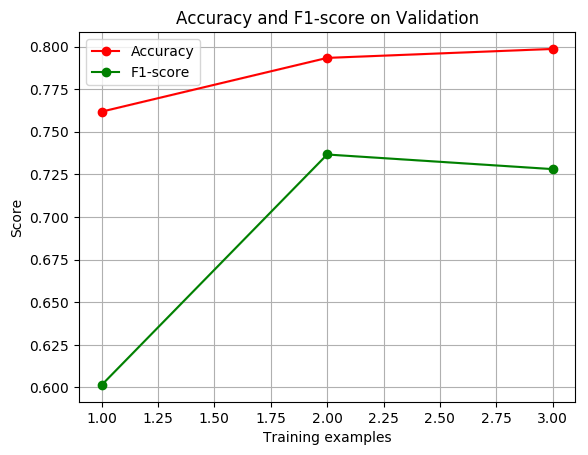 Accuracy and F1-score on Validation
Accuracy
F1-score
0.800
0.775
0.750
0.725
0.700
0.675
0.650
0.625
0.600
Score
1.00 1.25 1.50 1.75 2.00 2.25 2.50 2.75 3.00
Training examples